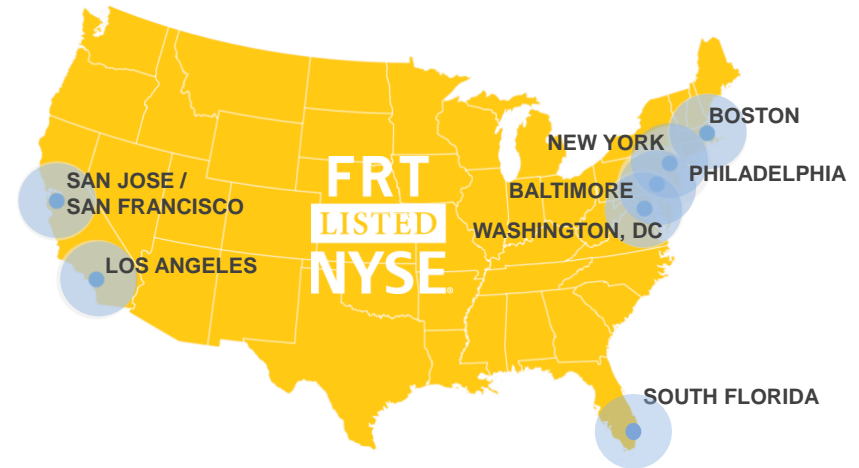 BOSTON
NEW YORK
PHILADELPHIA
BALTIMORE
WASHINGTON, DC
SAN JOSE /
SAN FRANCISCO
LOS ANGELES
FRT
LISTED
NYSE®
SOUTH FLORIDA